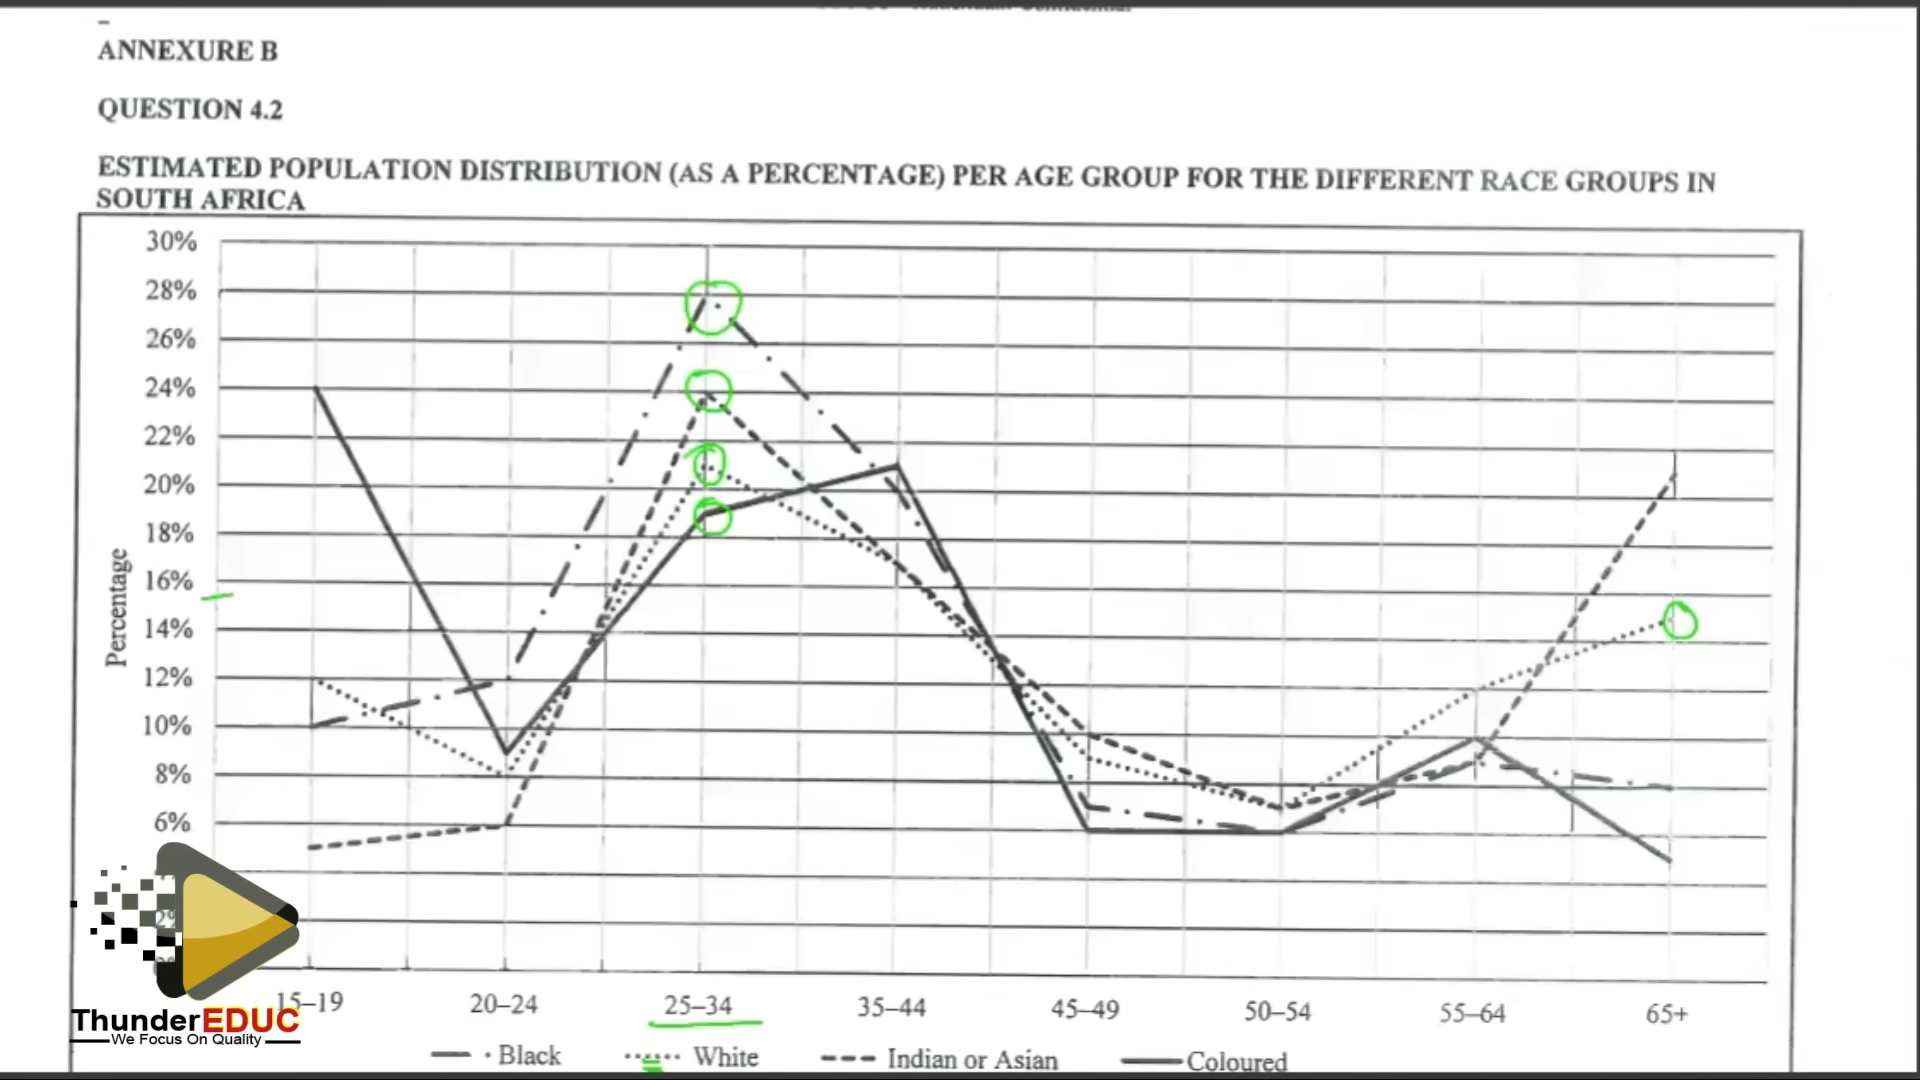 ANNEXURE B
QUESTION 4.2
ESTIMATED POPULATION DISTRIBUTION (AS A PERCENTAGE) PER AGE GROUP FOR THE DIFFERENT RACE GROUPS IN
SOUTH AFRICA
30%
28%
26%
24%
22%
20%
18%
16%
14%
12%
10%
8%
6%
Percentage
15–19 20–24 25–34 35–44 45–49 50–54 55–64 65+
Black White Indian or Asian Coloured
ThunderEDUC
We Focus On Quality